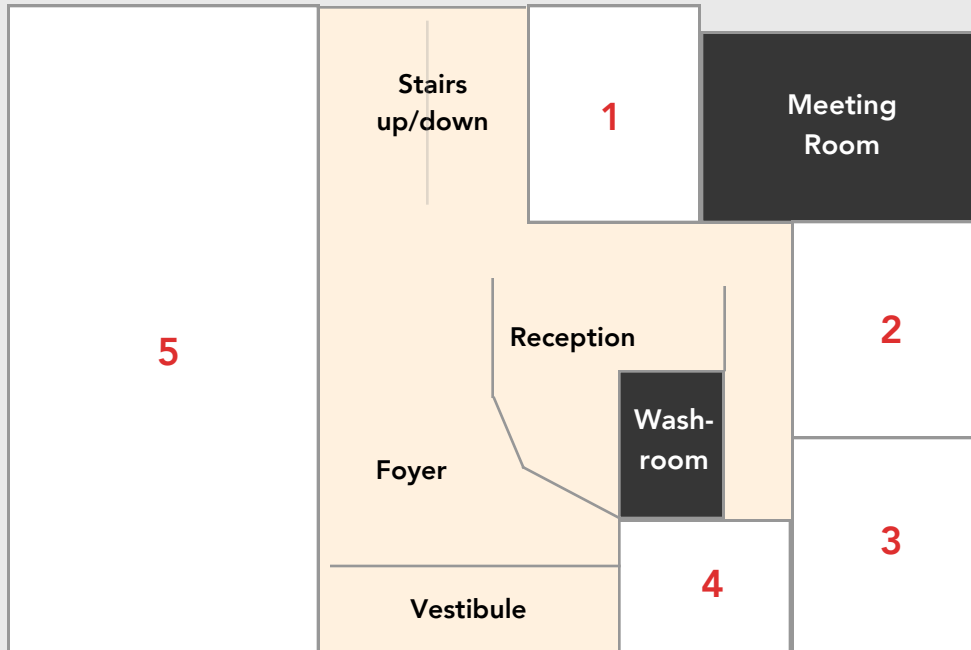 Stairs
up/down
1
Meeting
Room
5
Reception
2
Wash-
room
Foyer
3
4
Vestibule